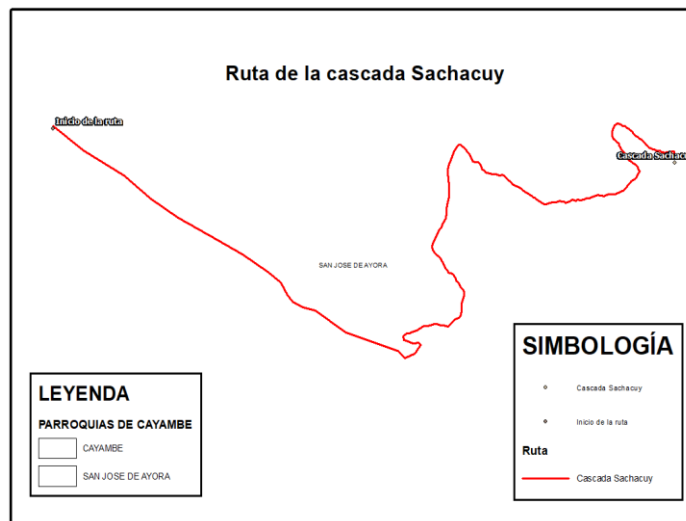 Ruta de la cascada Sachacuy
Inicio de la ruta
Cascada Sachacu
SAN JOSE DE AYORA
LEYENDA
PARROQUIAS DE CAYAMBE
CAYAMBE
SAN JOSE DE AYORA
SIMBOLOGÍA
Cascada Sachacuy
Inicio de la ruta
Ruta
Cascada Sachacuy